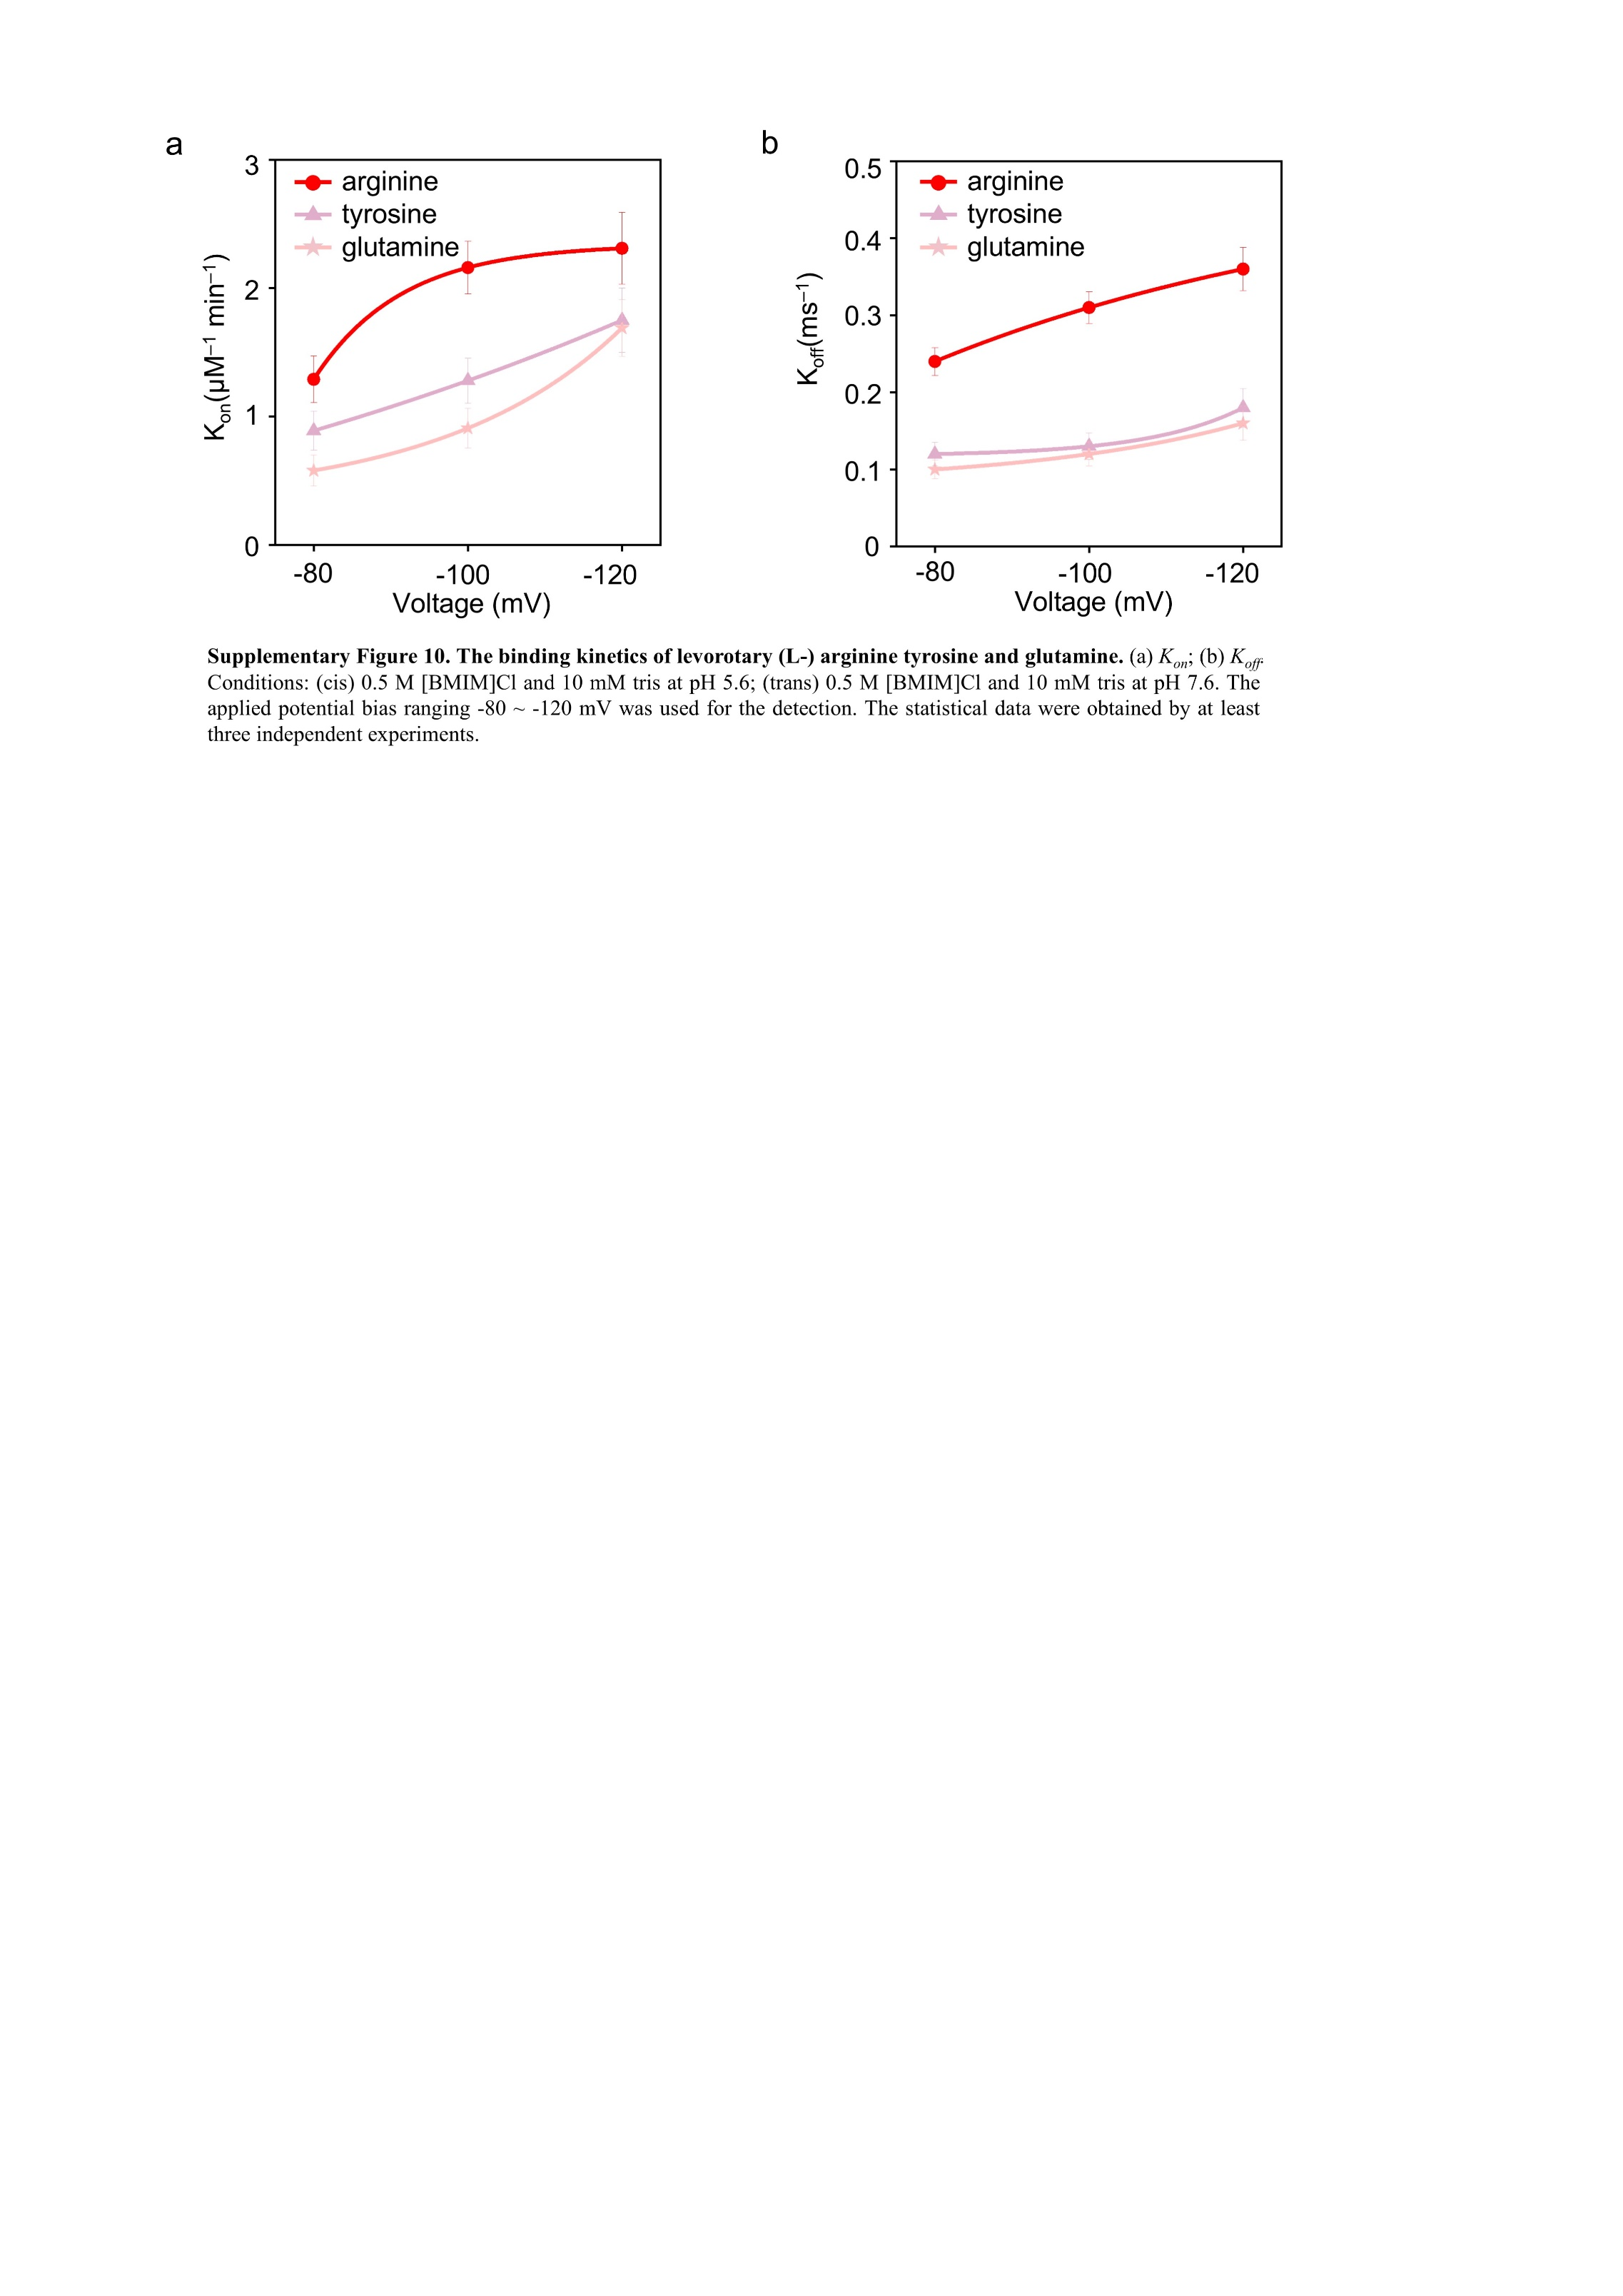 a
3
2
1
0
Kon(μM−1 min−1)
arginine
tyrosine
glutamine
-80
-100
-120
Voltage (mV)
b
0.5
0.4
0.3
0.2
0.1
0
Koff(ms−1)
arginine
tyrosine
glutamine
-80
-100
-120
Voltage (mV)
Supplementary Figure 10. The binding kinetics of levorotary (L-) arginine tyrosine and glutamine. (a) Kon; (b) Koff.
Conditions: (cis) 0.5 M [BMIM]Cl and 10 mM tris at pH 5.6; (trans) 0.5 M [BMIM]Cl and 10 mM tris at pH 7.6. The
applied potential bias ranging -80 ~ -120 mV was used for the detection. The statistical data were obtained by at least
three independent experiments.